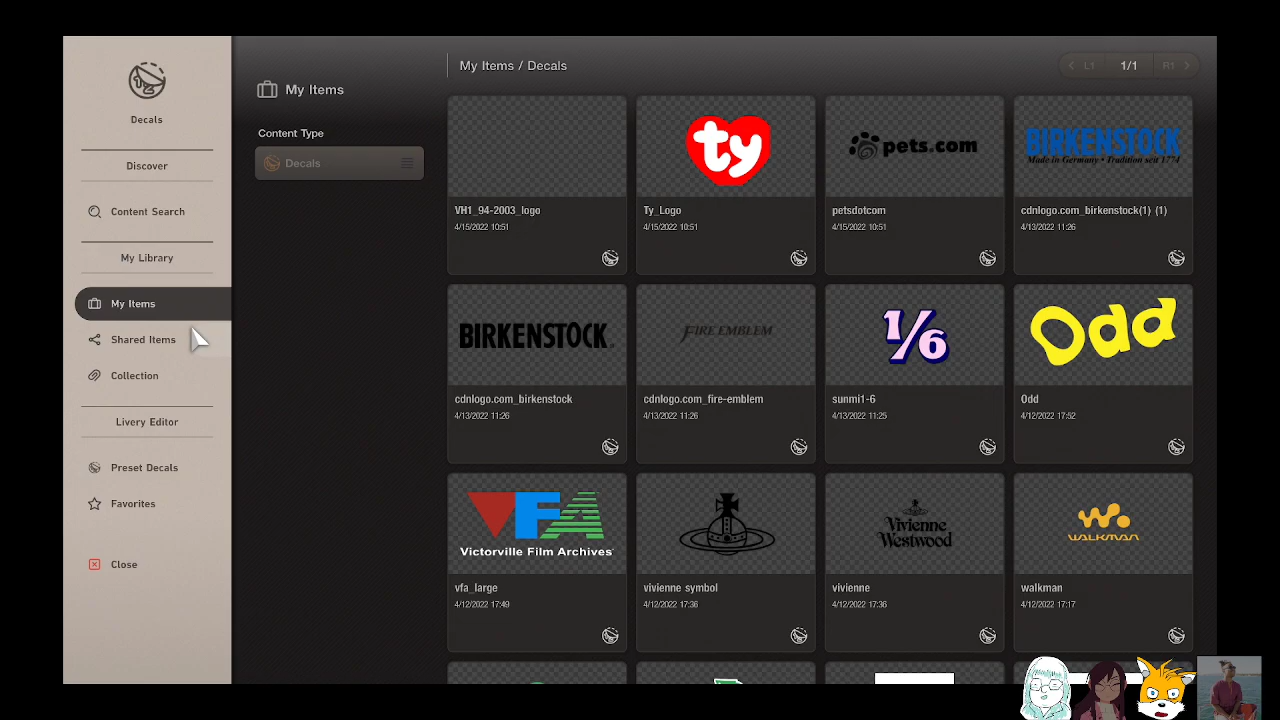 Decals
Discover
Content Search
My Library
My Items
Shared Items
Collection
Livery Editor
Preset Decals
Favorites
Close
My Items
Content Type
Decals
My Items / Decals
L1
1/1
R1
VH1_94-2003_logo
4/15/2022 10:51
ty
Ty_Logo
4/15/2022 10:51
pets.com
petsdotcom
4/15/2022 10:51
BIRKENSTOCK
Made in Germany • Tradition seit 1774
cdnlogo.com_birkenstock(1) (1)
4/13/2022 11:26
BIRKENSTOCK
cdnlogo.com_birkenstock
4/13/2022 11:26
FIRE EMBLEM
cdnlogo.com_fire-emblem
4/13/2022 11:26
1/6
sunmi1-6
4/13/2022 11:25
Odd
Odd
4/12/2022 17:52
VFA
Victorville Film Archives
vfa_large
4/12/2022 17:49
vivienne symbol
4/12/2022 17:36
Vivienne
Westwood
vivienne
4/12/2022 17:36
WALKMAN
walkman
4/12/2022 17:17